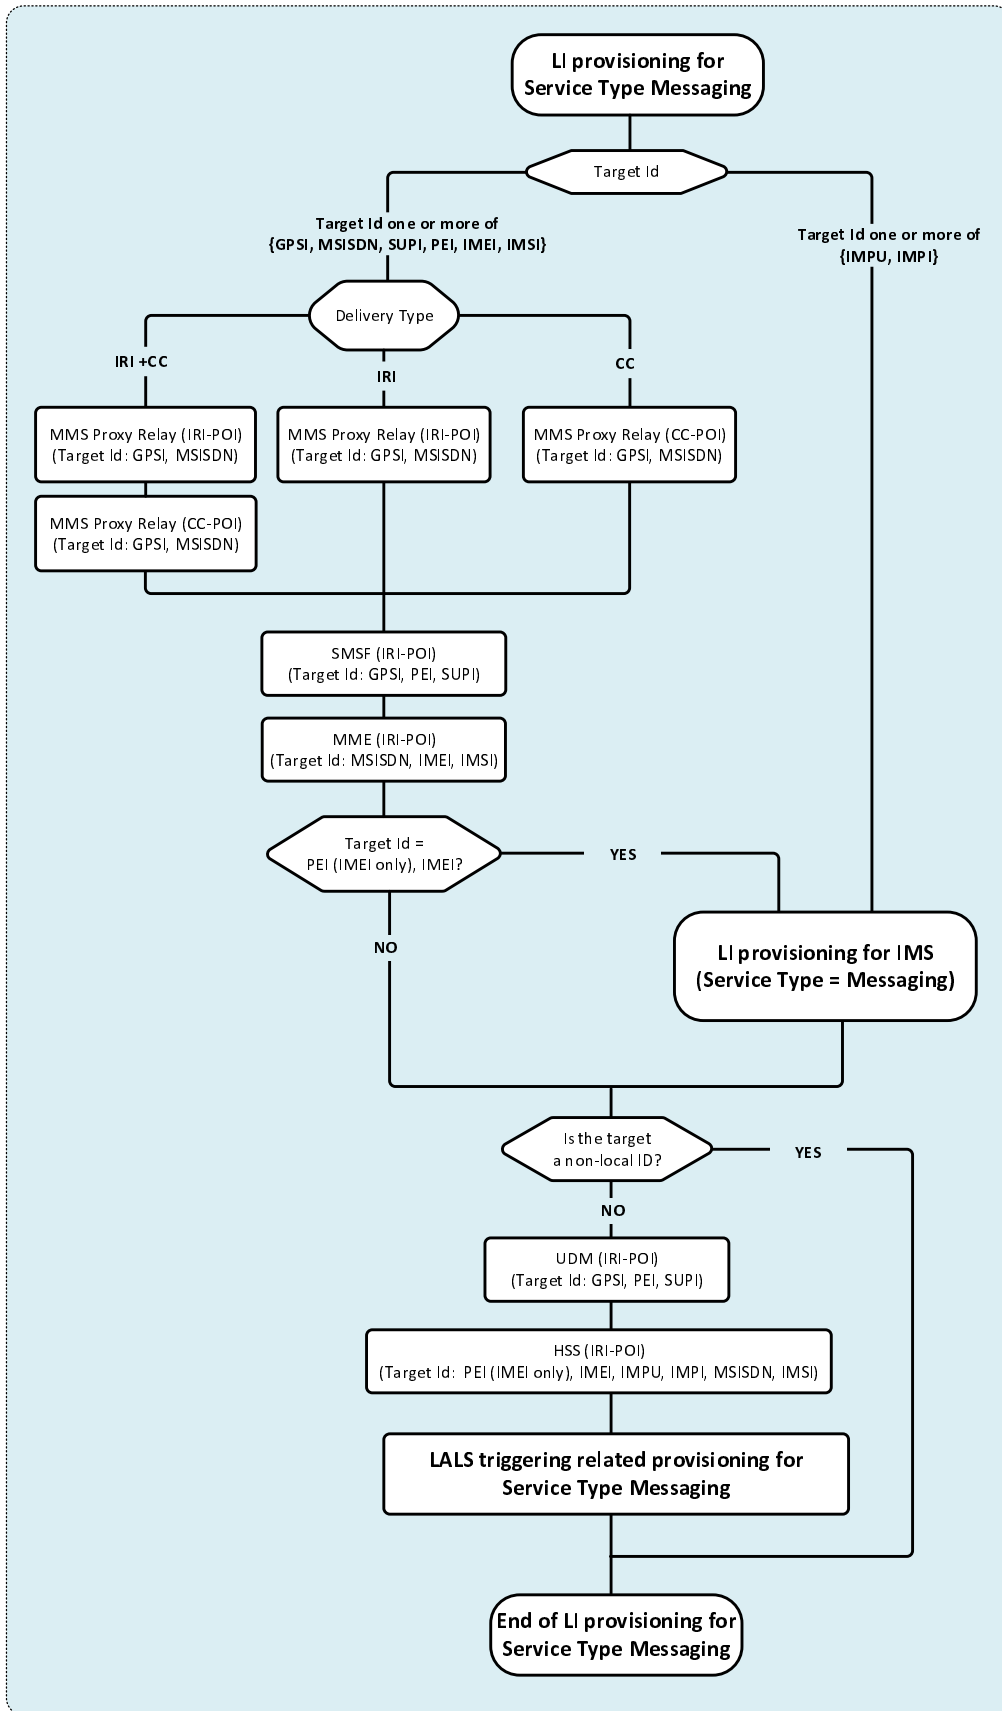 LI provisioning for
Service Type Messaging
Target Id
Target Id one or more of
{GPSI, MSISDN, SUPI, PEI, IMEI, IMSI}
Target Id one or more of
{IMPU, IMPI}
Delivery Type
IRI +CC
IRI
CC
MMS Proxy Relay (IRI-POI)
(Target Id: GPSI, MSISDN)
MMS Proxy Relay (IRI-POI)
(Target Id: GPSI, MSISDN)
MMS Proxy Relay (CC-POI)
(Target Id: GPSI, MSISDN)
MMS Proxy Relay (CC-POI)
(Target Id: GPSI, MSISDN)
SMSF (IRI-POI)
(Target Id: GPSI, PEI, SUPI)
MME (IRI-POI)
(Target Id: MSISDN, IMEI, IMSI)
Target Id =
PEI (IMEI only), IMEI?
YES
NO
LI provisioning for IMS
(Service Type = Messaging)
Is the target
a non-local ID?
YES
NO
UDM (IRI-POI)
(Target Id: GPSI, PEI, SUPI)
HSS (IRI-POI)
(Target Id: PEI (IMEI only), IMEI, IMPU, IMPI, MSISDN, IMSI)
LALS triggering related provisioning for
Service Type Messaging
End of LI provisioning for
Service Type Messaging